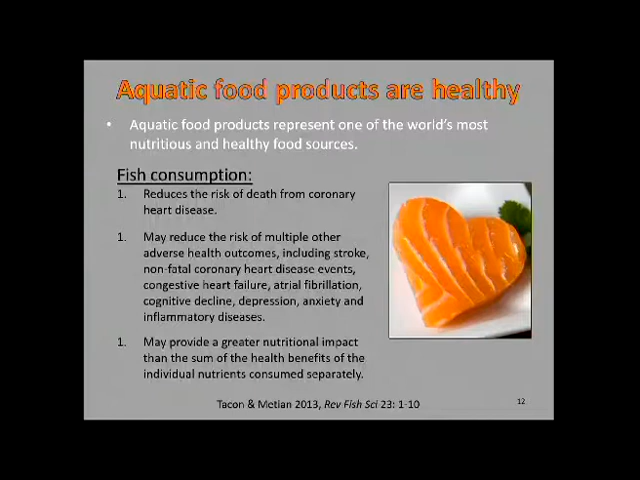 Aquatic food products are healthy
• Aquatic food products represent one of the world's most
nutritious and healthy food sources.
Fish consumption:
1. Reduces the risk of death from coronary
heart disease.
1. May reduce the risk of multiple other
adverse health outcomes, including stroke,
non-fatal coronary heart disease events,
congestive heart failure, atrial fibrillation,
cognitive decline, depression, anxiety and
inflammatory diseases.
1. May provide a greater nutritional impact
than the sum of the health benefits of the
individual nutrients consumed separately.
Tacon & Metian 2013, Rev Fish Sci 23: 1-10
12